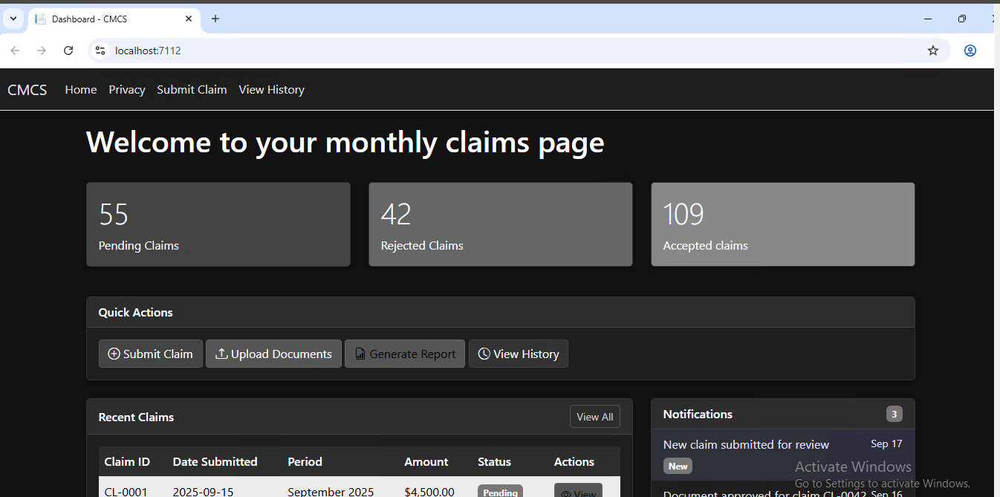 Dashboard - CMCS
localhost:7112
CMCS Home Privacy Submit Claim View History
Welcome to your monthly claims page
55
Pending Claims
42
Rejected Claims
109
Accepted claims
Quick Actions
Submit Claim Upload Documents Generate Report View History
Recent Claims View All
Claim ID Date Submitted Period Amount Status Actions
CL-0001 2025-09-15 September 2025 $4,500.00 Pending View
Notifications 3
New claim submitted for review Sep 17
New
Document approved for claim CL-0042 Sep 16
Activate Windows
Go to Settings to activate Windows.